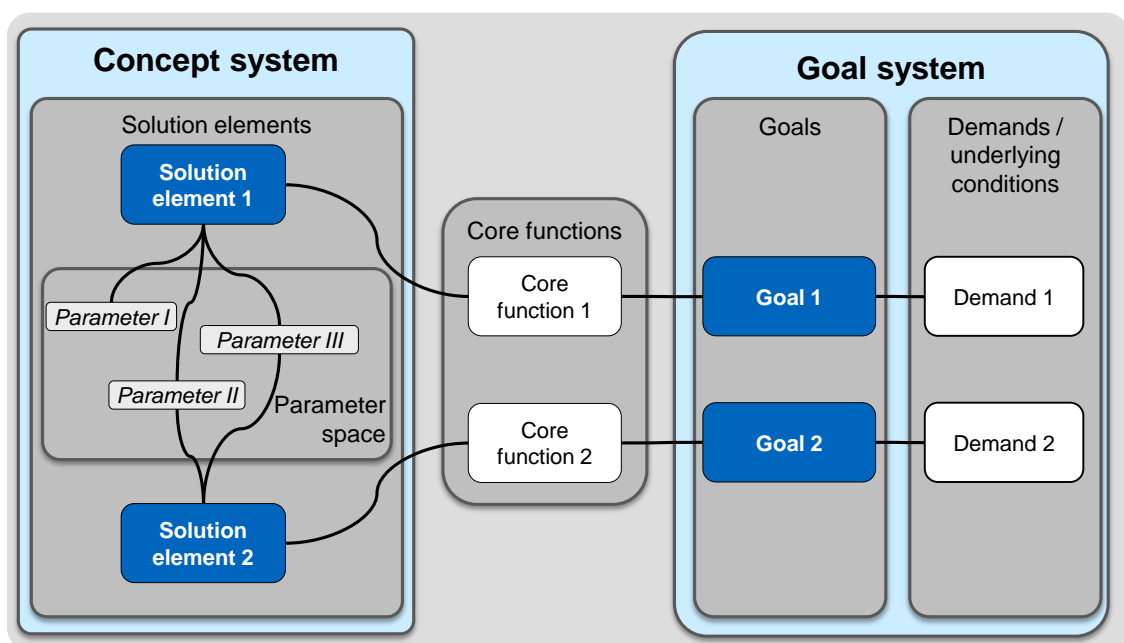 Concept system
Solution elements
Solution
element 1
Parameter I
Parameter III
Parameter II
Parameter
space
Solution
element 2
Core functions
Core
function 1
Core
function 2
Goal system
Goals
Goal 1
Goal 2
Demands /
underlying
conditions
Demand 1
Demand 2